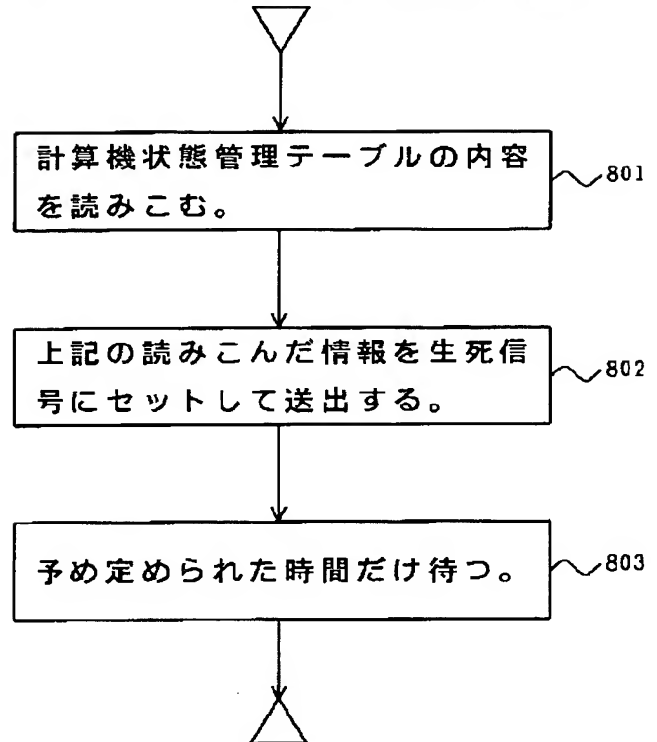 計算機状態管理テーブルの内容
を読みこむ。
801
上記の読みこんだ情報を生死信
号にセットして送出する。
802
予め定められた時間だけ待つ。
803